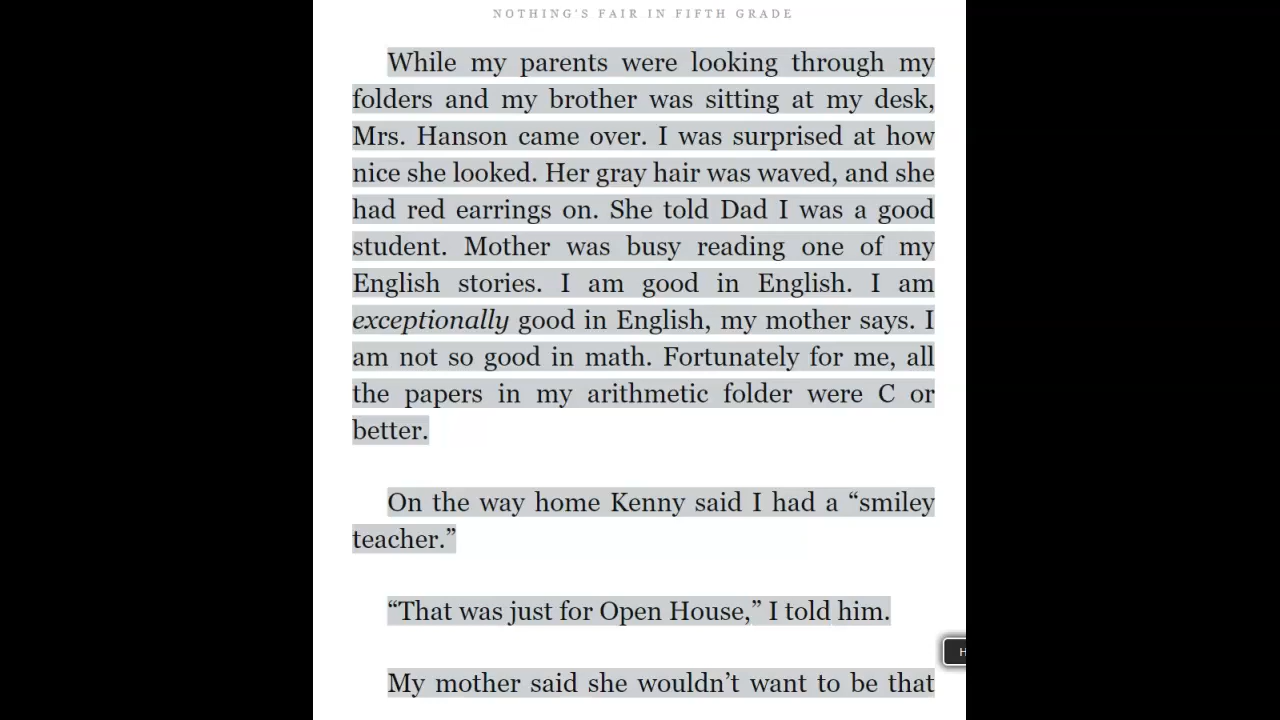 NOTHING'S FAIR IN FIFTH GRADE
While my parents were looking through my
folders and my brother was sitting at my desk,
Mrs. Hanson came over. I was surprised at how
nice she looked. Her gray hair was waved, and she
had red earrings on. She told Dad I was a good
student. Mother was busy reading one of my
English stories. I am good in English. I am
exceptionally good in English, my mother says. I
am not so good in math. Fortunately for me, all
the papers in my arithmetic folder were C or
better.
On the way home Kenny said I had a “smiley
teacher.”
“That was just for Open House,” I told him.
H
My mother said she wouldn’t want to be that